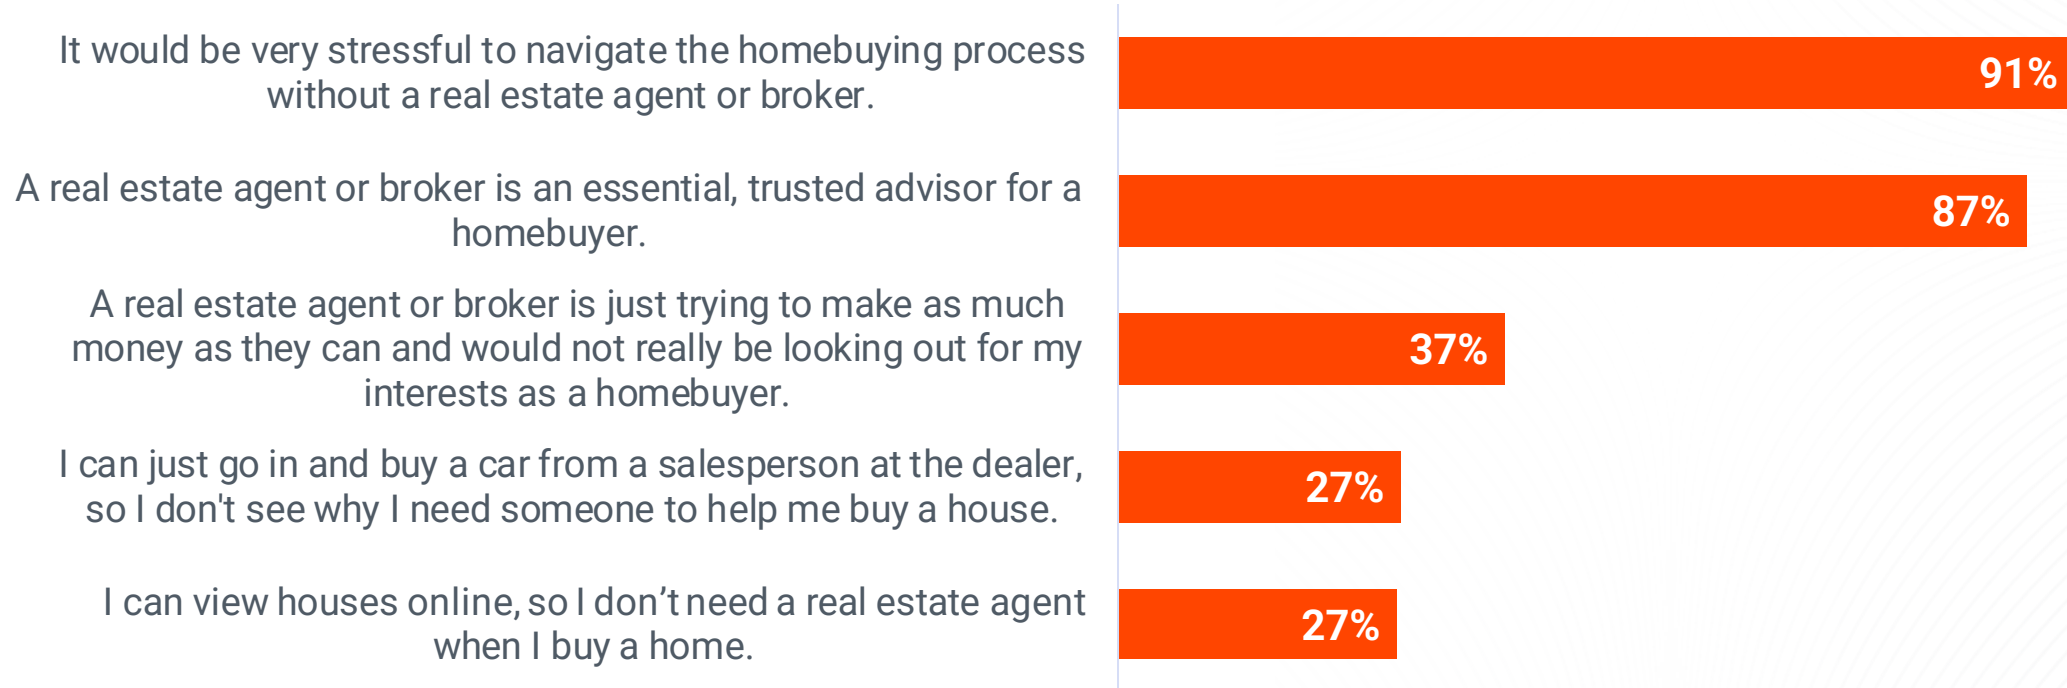 It would be very stressful to navigate the homebuying process
without a real estate agent or broker.
91%
A real estate agent or broker is an essential, trusted advisor for a
homebuyer.
87%
A real estate agent or broker is just trying to make as much
money as they can and would not really be looking out for my
interests as a homebuyer.
37%
I can just go in and buy a car from a salesperson at the dealer,
so I don't see why I need someone to help me buy a house.
27%
I can view houses online, so I don’t need a real estate agent
when I buy a home.
27%